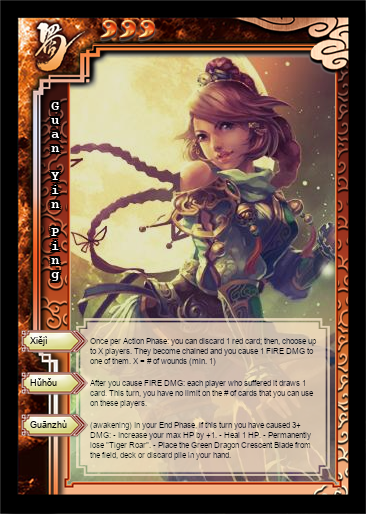 蜀
Guan Yin Ping
Xiějì
Once per Action Phase: you can discard 1 red card; then, choose up
to X players. They become chained and you cause 1 FIRE DMG to
one of them. X = # of wounds (min. 1)
Hǔhǒu
After you cause FIRE DMG: each player who suffered it draws 1
card. This turn, you have no limit on the # of cards that you can use
on these players.
Guānzhù
(awakening) In your End Phase, if this turn you have caused 3+
DMG: - Increase your max HP by +1. - Heal 1 HP. - Permanently
lose "Tiger Roar". - Place the Green Dragon Crescent Blade from
the field, deck or discard pile in your hand.